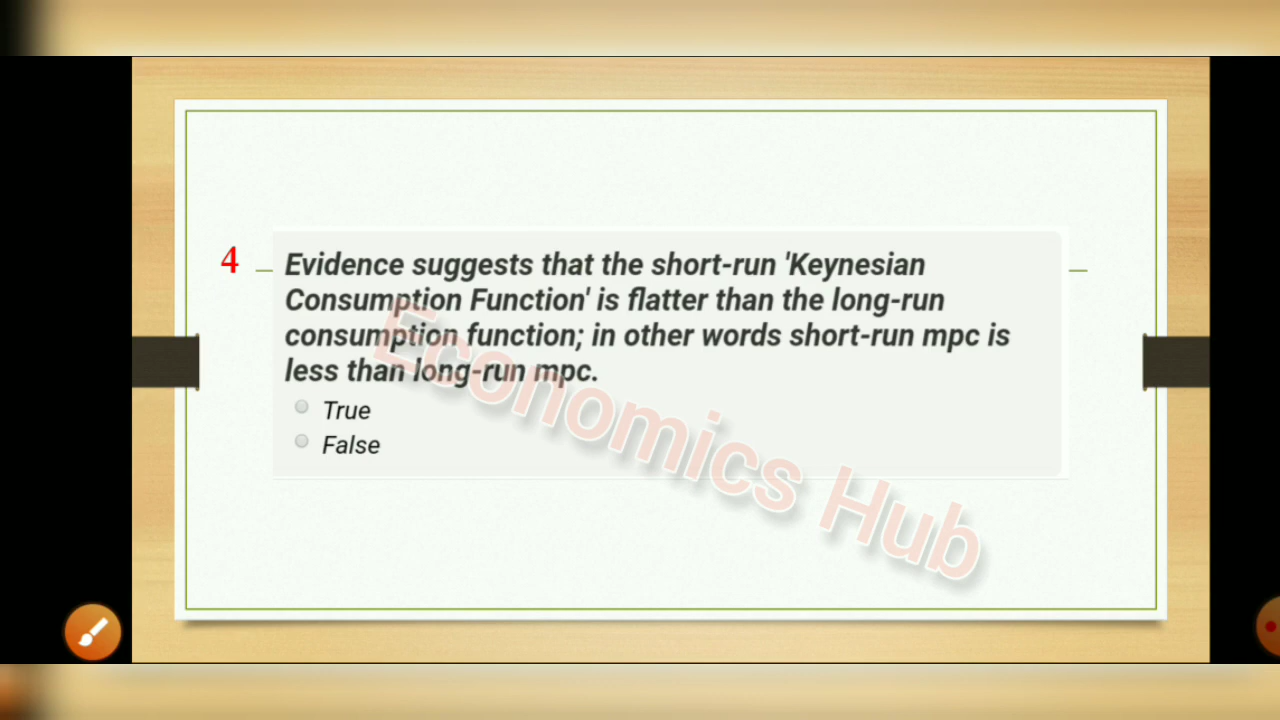 4
Evidence suggests that the short-run 'Keynesian
Consumption Function' is flatter than the long-run
consumption function; in other words short-run mpc is
less than long-run mpc.
True
False
Economics Hub